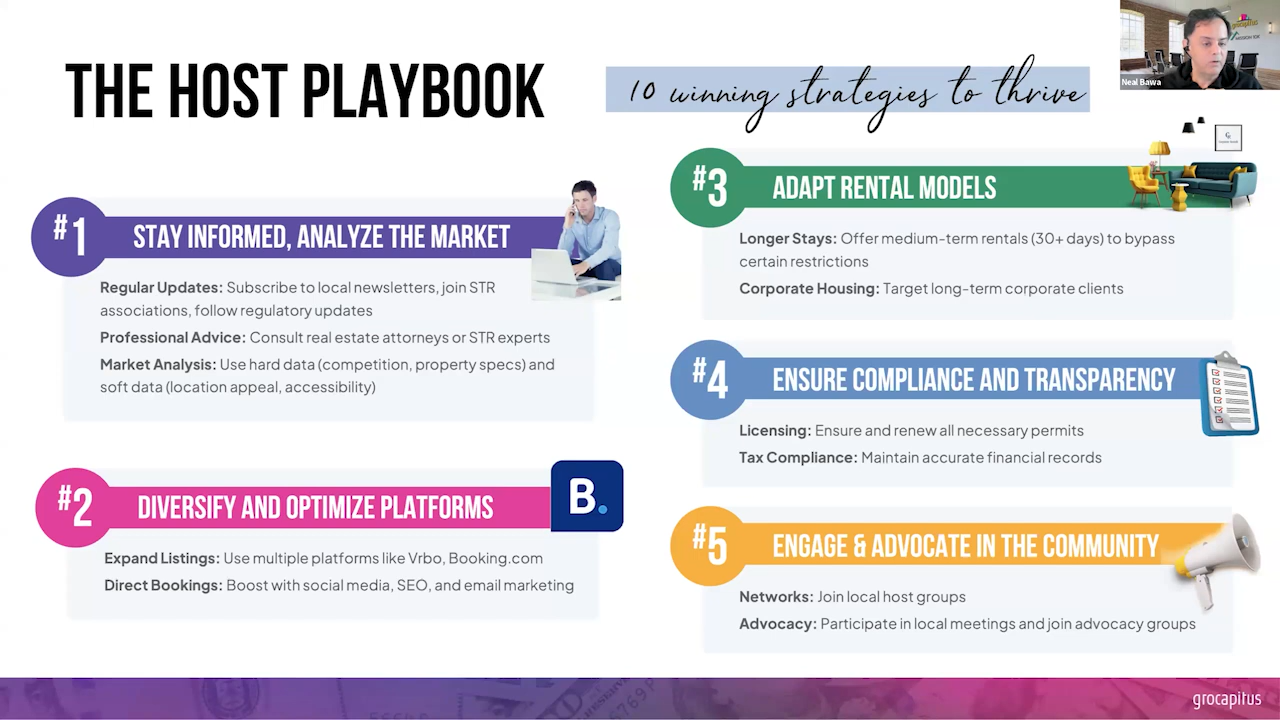 THE HOST PLAYBOOK
10 winning strategies to thrive
Neal Bawa
grocapitus
MISSION 10K
#1
STAY INFORMED, ANALYZE THE MARKET
Regular Updates: Subscribe to local newsletters, join STR
associations, follow regulatory updates
Professional Advice: Consult real estate attorneys or STR experts
Market Analysis: Use hard data (competition, property specs) and
soft data (location appeal, accessibility)
#2
DIVERSIFY AND OPTIMIZE PLATFORMS
B.
Expand Listings: Use multiple platforms like Vrbo, Booking.com
Direct Bookings: Boost with social media, SEO, and email marketing
#3
ADAPT RENTAL MODELS
Longer Stays: Offer medium-term rentals (30+ days) to bypass
certain restrictions
Corporate Housing: Target long-term corporate clients
#4
ENSURE COMPLIANCE AND TRANSPARENCY
Licensing: Ensure and renew all necessary permits
Tax Compliance: Maintain accurate financial records
#5
ENGAGE & ADVOCATE IN THE COMMUNITY
Networks: Join local host groups
Advocacy: Participate in local meetings and join advocacy groups
grocapitus